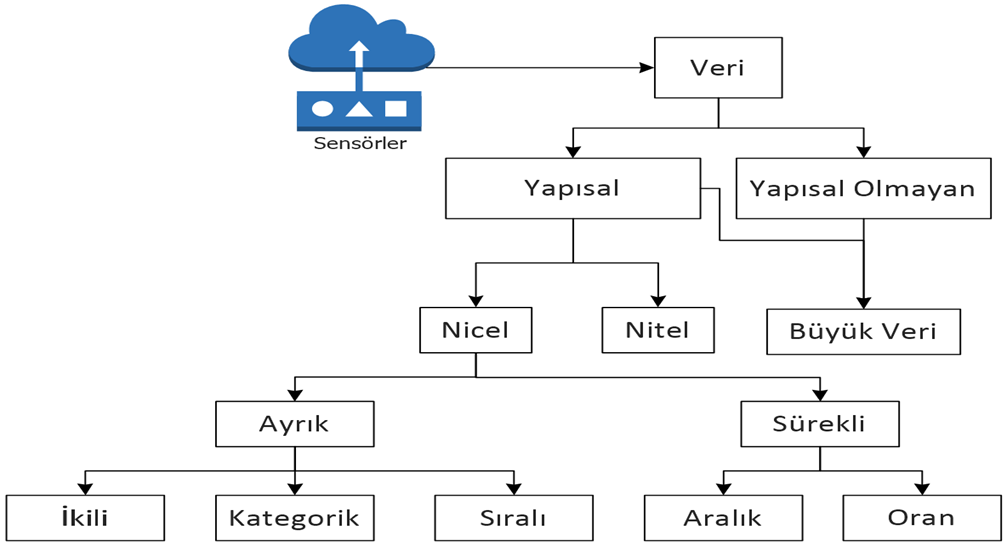 Veri
Sensörler
Yapısal
Yapısal Olmayan
Nicel
Nitel
Büyük Veri
Ayrık
Sürekli
İkili
Kategorik
Sıralı
Aralık
Oran